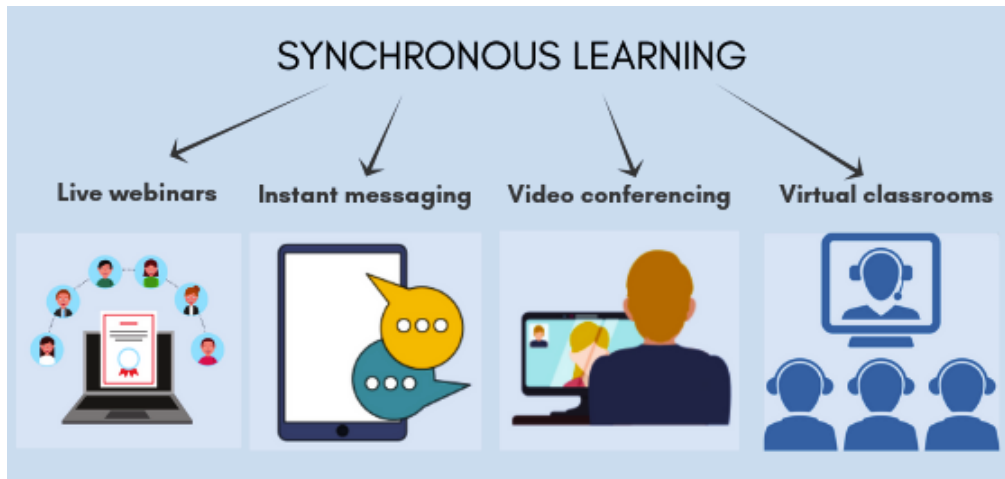 SYNCHRONOUS LEARNING
Live webinars
Instant messaging
Video conferencing
Virtual classrooms